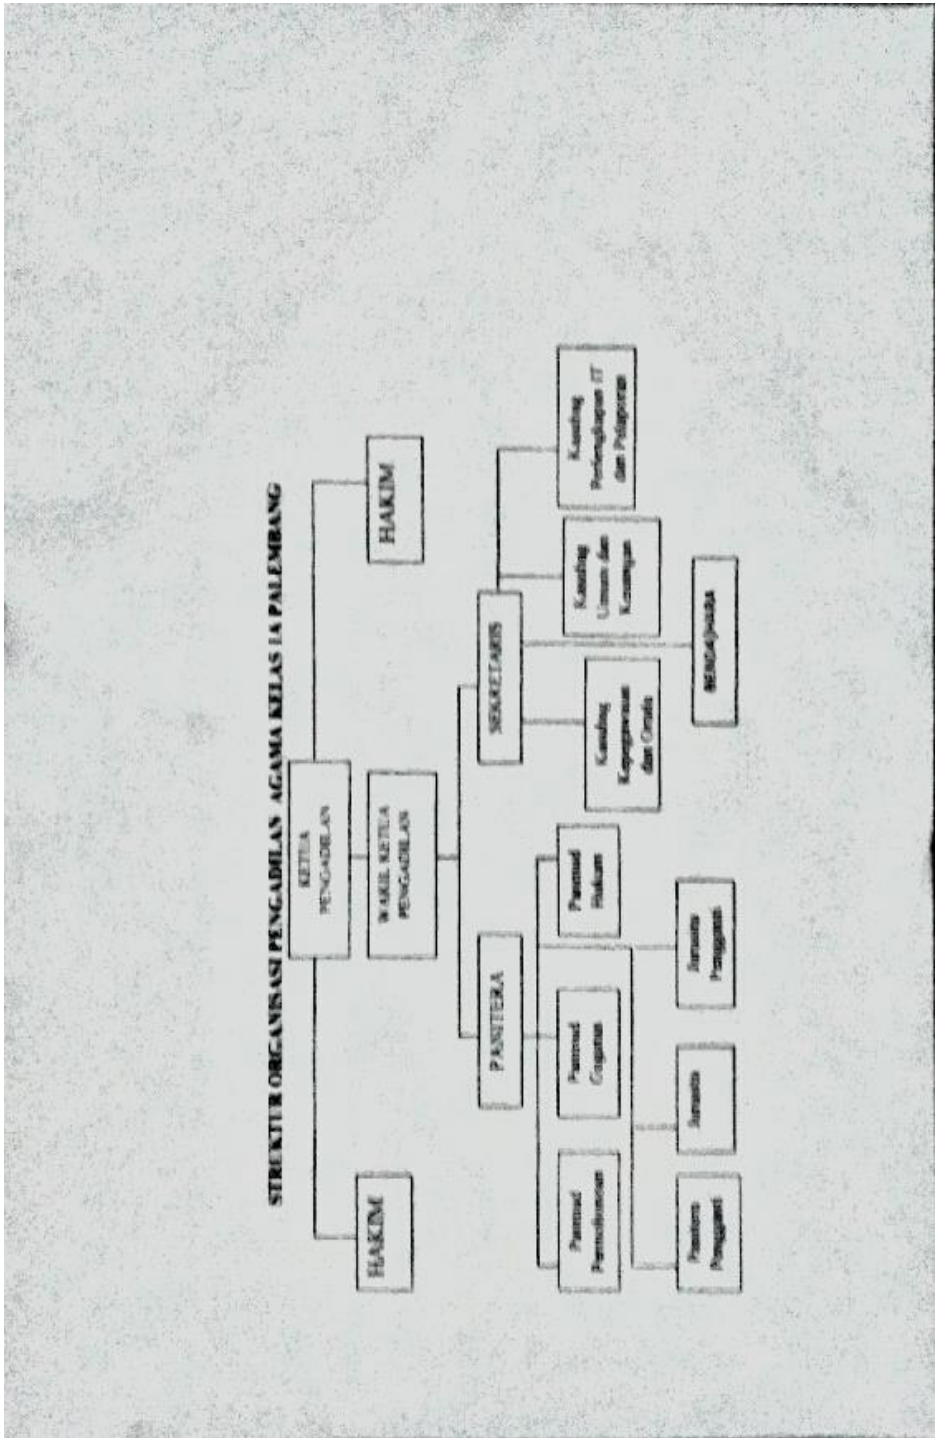 STRUKTUR ORGANISASI PENGADILAN AGAMA KELAS IA PALEMBANG
KETUA
PENGADILAN
HAKIM
HAKIM
WAKIL KETUA
PENGADILAN
PANITERA
SEKRETARIS
Panmud
Permohonan
Panmud
Gugatan
Panmud
Hukum
Kasubag
Kepegawaian
dan Ortala
Kasubag
Umum dan
Keuangan
Kasubag
Perlengkapan IT
dan Pelaporan
Panitera
Pengganti
Jurusita
Jurusita
Pengganti
BENDAHARA